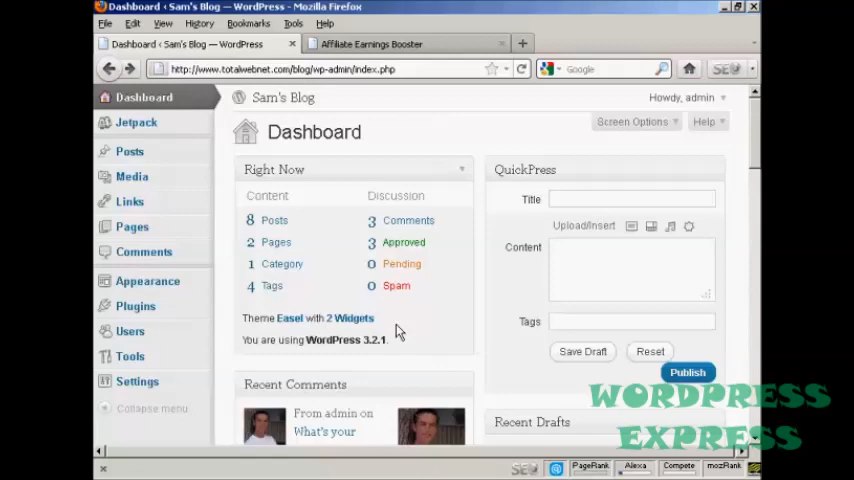 Dashboard ‹ Sam's Blog — WordPress - Mozilla Firefox
File Edit View History Bookmarks Tools Help
Dashboard ‹ Sam's Blog — WordPress × Affiliate Earnings Booster × +
http://www.totalwebnet.com/blog/wp-admin/index.php
Google
SEO
Dashboard
Jetpack
Posts
Media
Links
Pages
Comments
Appearance
Plugins
Users
Tools
Settings
Collapse menu
Sam's Blog
Howdy, admin
Dashboard
Screen Options
Help
Right Now
Content Discussion
8 Posts 3 Comments
2 Pages 3 Approved
1 Category 0 Pending
4 Tags 0 Spam
Theme Easel with 2 Widgets
You are using WordPress 3.2.1.
Recent Comments
From admin on
What's your
QuickPress
Title
Upload/Insert
Content
Tags
Save Draft Reset
Publish
Recent Drafts
WORDPRESS
EXPRESS
SEO PageRank Alexa Compete mozRank